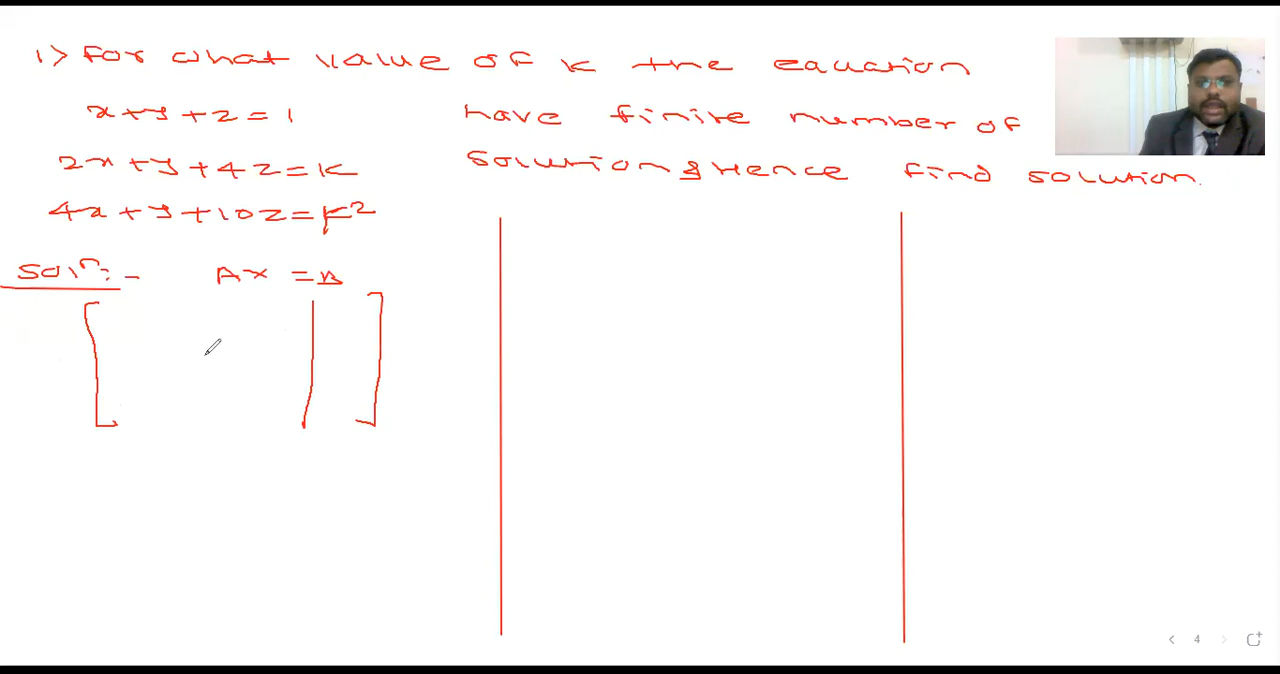 1) For what value of k the equation
x+y+z=1 have finite number of
2x+y+4z=k solution & Hence find solution.
4x+y+10z=k²
Solⁿ:- AX=B
4